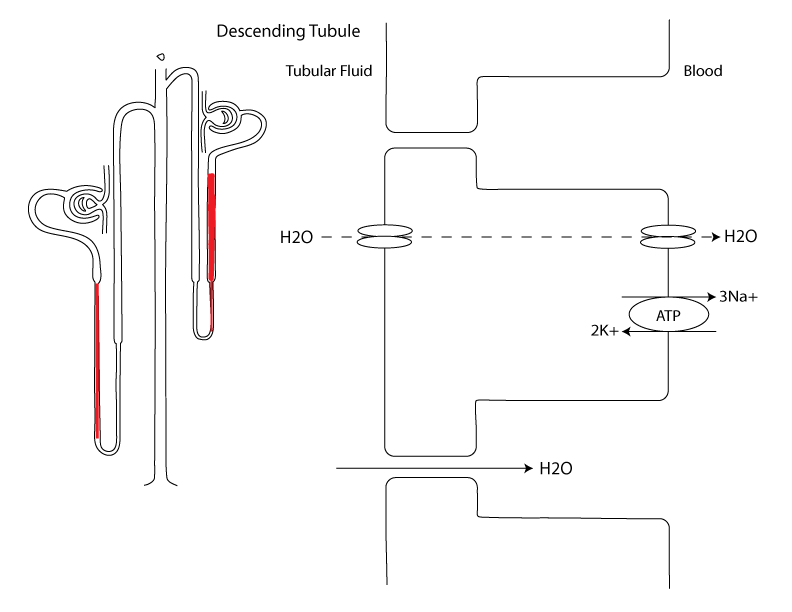 Descending Tubule
Tubular Fluid
Blood
H2O
H2O
3Na+
ATP
2K+
H2O